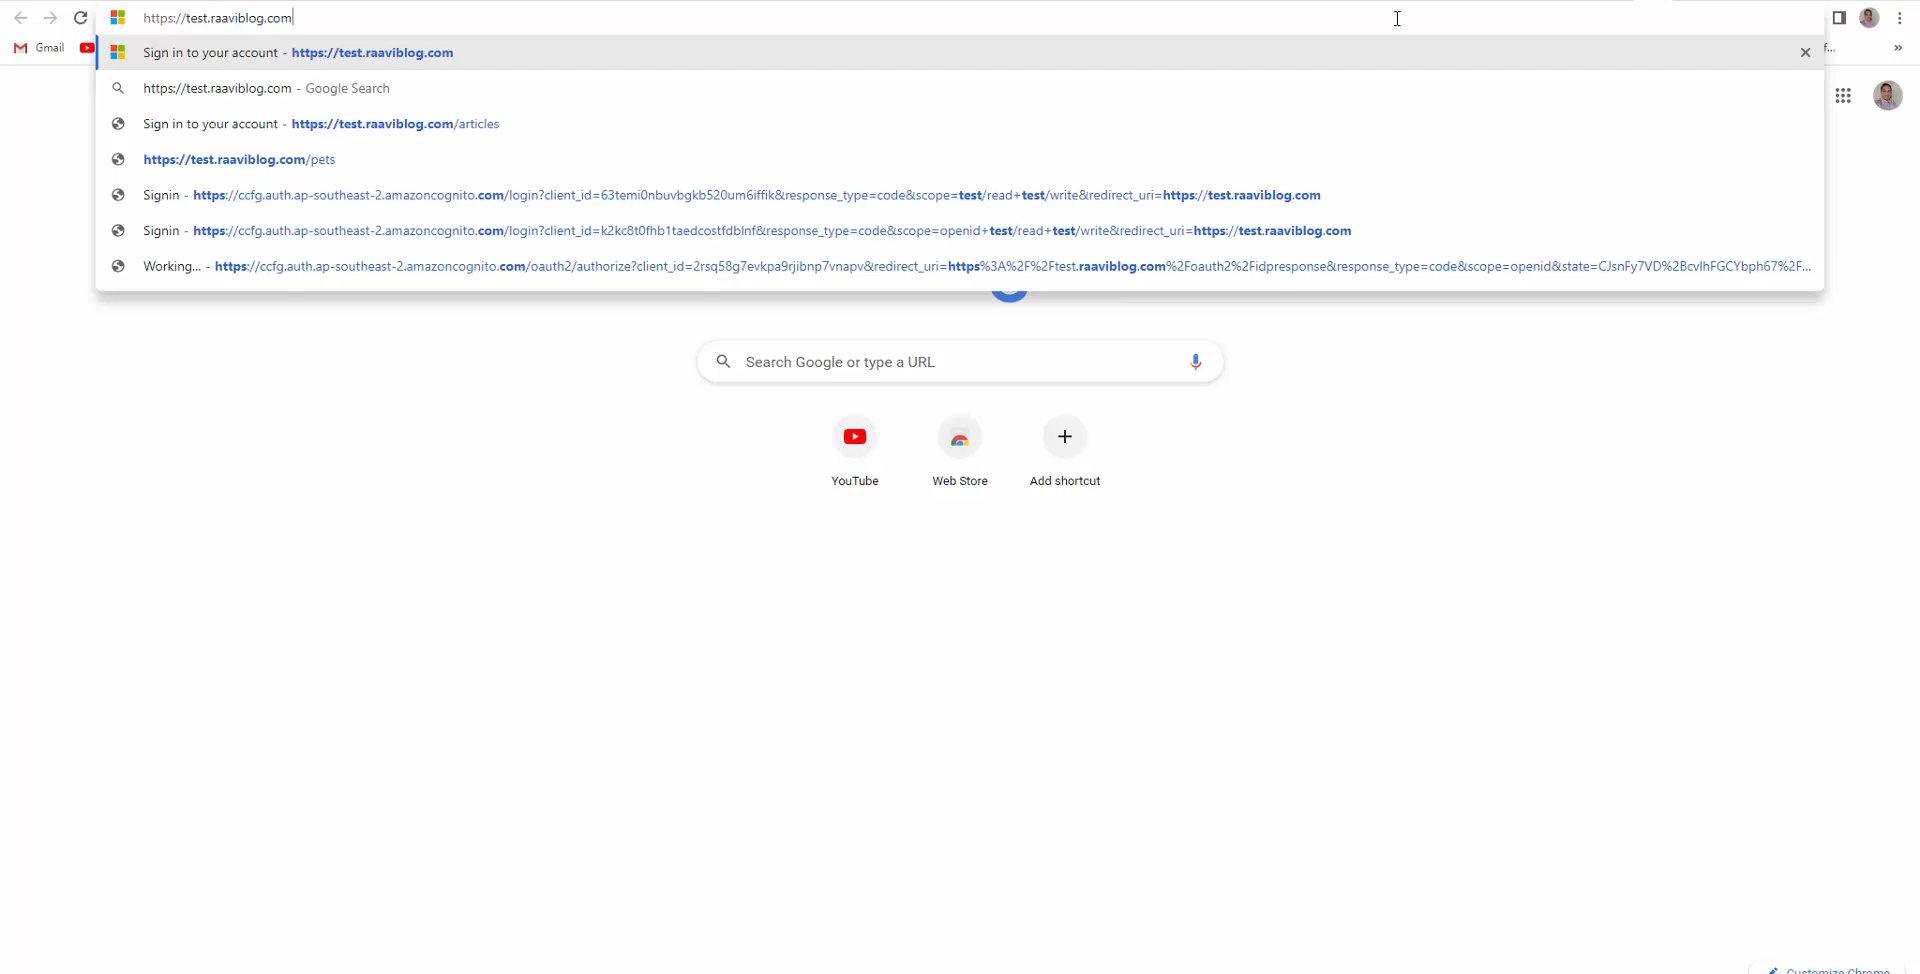 https://test.raaviblog.com
Gmail
Sign in to your account - https://test.raaviblog.com
f...
https://test.raaviblog.com - Google Search
Sign in to your account - https://test.raaviblog.com/articles
https://test.raaviblog.com/pets
Signin - https://ccfg.auth.ap-southeast-2.amazoncognito.com/login?client_id=63temi0nbuvbgkb520um6iffik&response_type=code&scope=test/read+test/write&redirect_uri=https://test.raaviblog.com
Signin - https://ccfg.auth.ap-southeast-2.amazoncognito.com/login?client_id=k2kc8t0fhb1taedcostfdblnf&response_type=code&scope=openid+test/read+test/write&redirect_uri=https://test.raaviblog.com
Working... - https://ccfg.auth.ap-southeast-2.amazoncognito.com/oauth2/authorize?client_id=2rsq58g7evkpa9rjibnp7vnapv&redirect_uri=https%3A%2F%2Ftest.raaviblog.com%2Foauth2%2Fidpresponse&response_type=code&scope=openid&state=CJsnFy7VD%2BcvlhFGCYbph67%2F...
Search Google or type a URL
YouTube
Web Store
Add shortcut
Customize Chrome